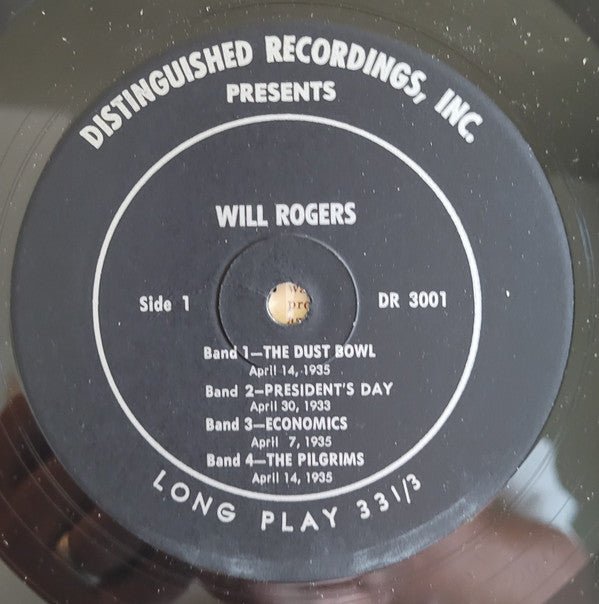 DISTINGUISHED RECORDINGS, INC.
PRESENTS
WILL ROGERS
Side 1
DR 3001
Band 1—THE DUST BOWL
April 14, 1935
Band 2—PRESIDENT'S DAY
April 30, 1933
Band 3—ECONOMICS
April 7, 1935
Band 4—THE PILGRIMS
April 14, 1935
LONG PLAY 33 1/3